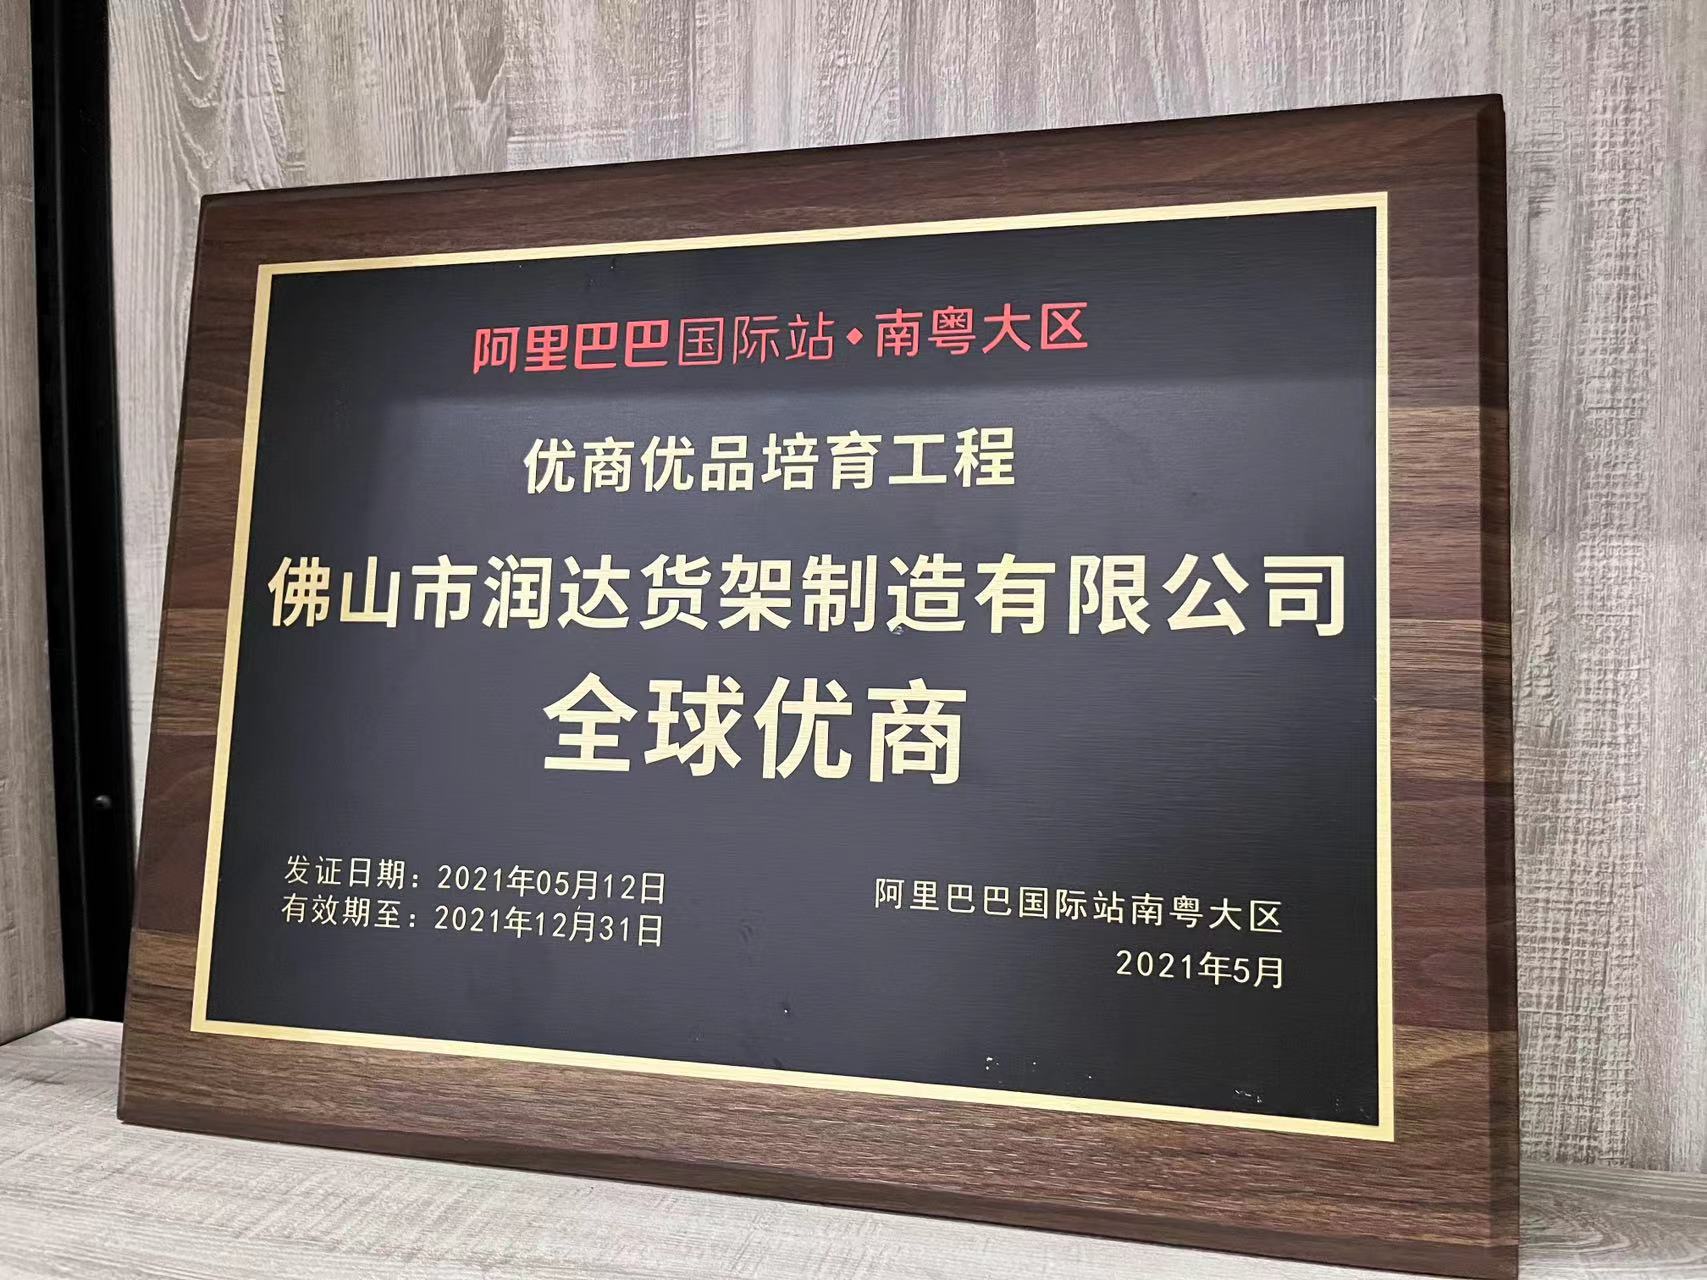 阿里巴巴国际站·南粤大区
优商优品培育工程
佛山市润达货架制造有限公司
全球优商
发证日期：2021年05月12日
有效期至：2021年12月31日
阿里巴巴国际站南粤大区
2021年5月